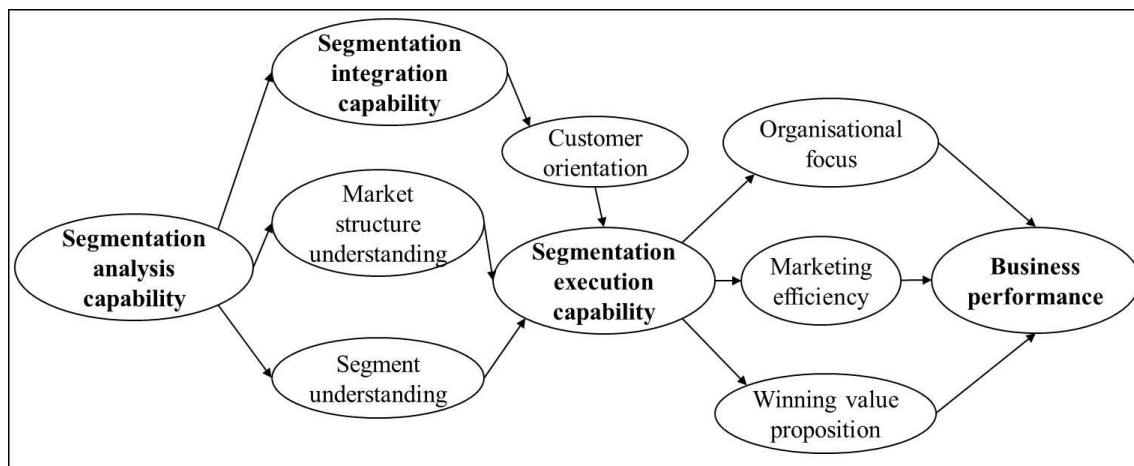 Segmentation
integration
capability
Customer
orientation
Organisational
focus
Market
structure
understanding
Segmentation
analysis
capability
Segmentation
execution
capability
Marketing
efficiency
Business
performance
Segment
understanding
Winning value
proposition